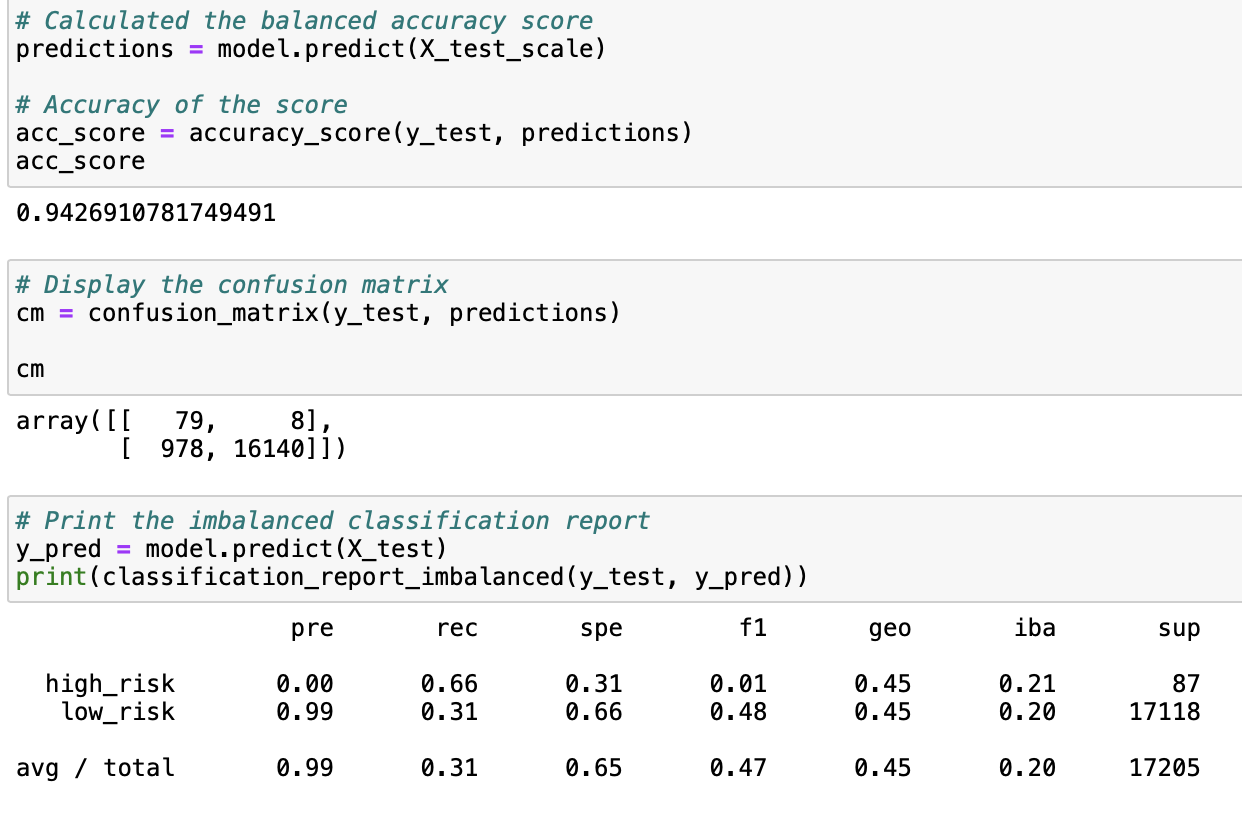 # Calculated the balanced accuracy score
predictions = model.predict(X_test_scale)
# Accuracy of the score
acc_score = accuracy_score(y_test, predictions)
acc_score
0.9426910781749491
# Display the confusion matrix
cm = confusion_matrix(y_test, predictions)
cm
array([[   79,     8],
       [  978, 16140]])
# Print the imbalanced classification report
y_pred = model.predict(X_test)
print(classification_report_imbalanced(y_test, y_pred))
pre rec spe f1 geo iba sup
high_risk 0.00 0.66 0.31 0.01 0.45 0.21 87
low_risk 0.99 0.31 0.66 0.48 0.45 0.20 17118
avg / total 0.99 0.31 0.65 0.47 0.45 0.20 17205